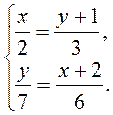 x/2 = (y + 1)/3,
y/7 = (x + 2)/6.